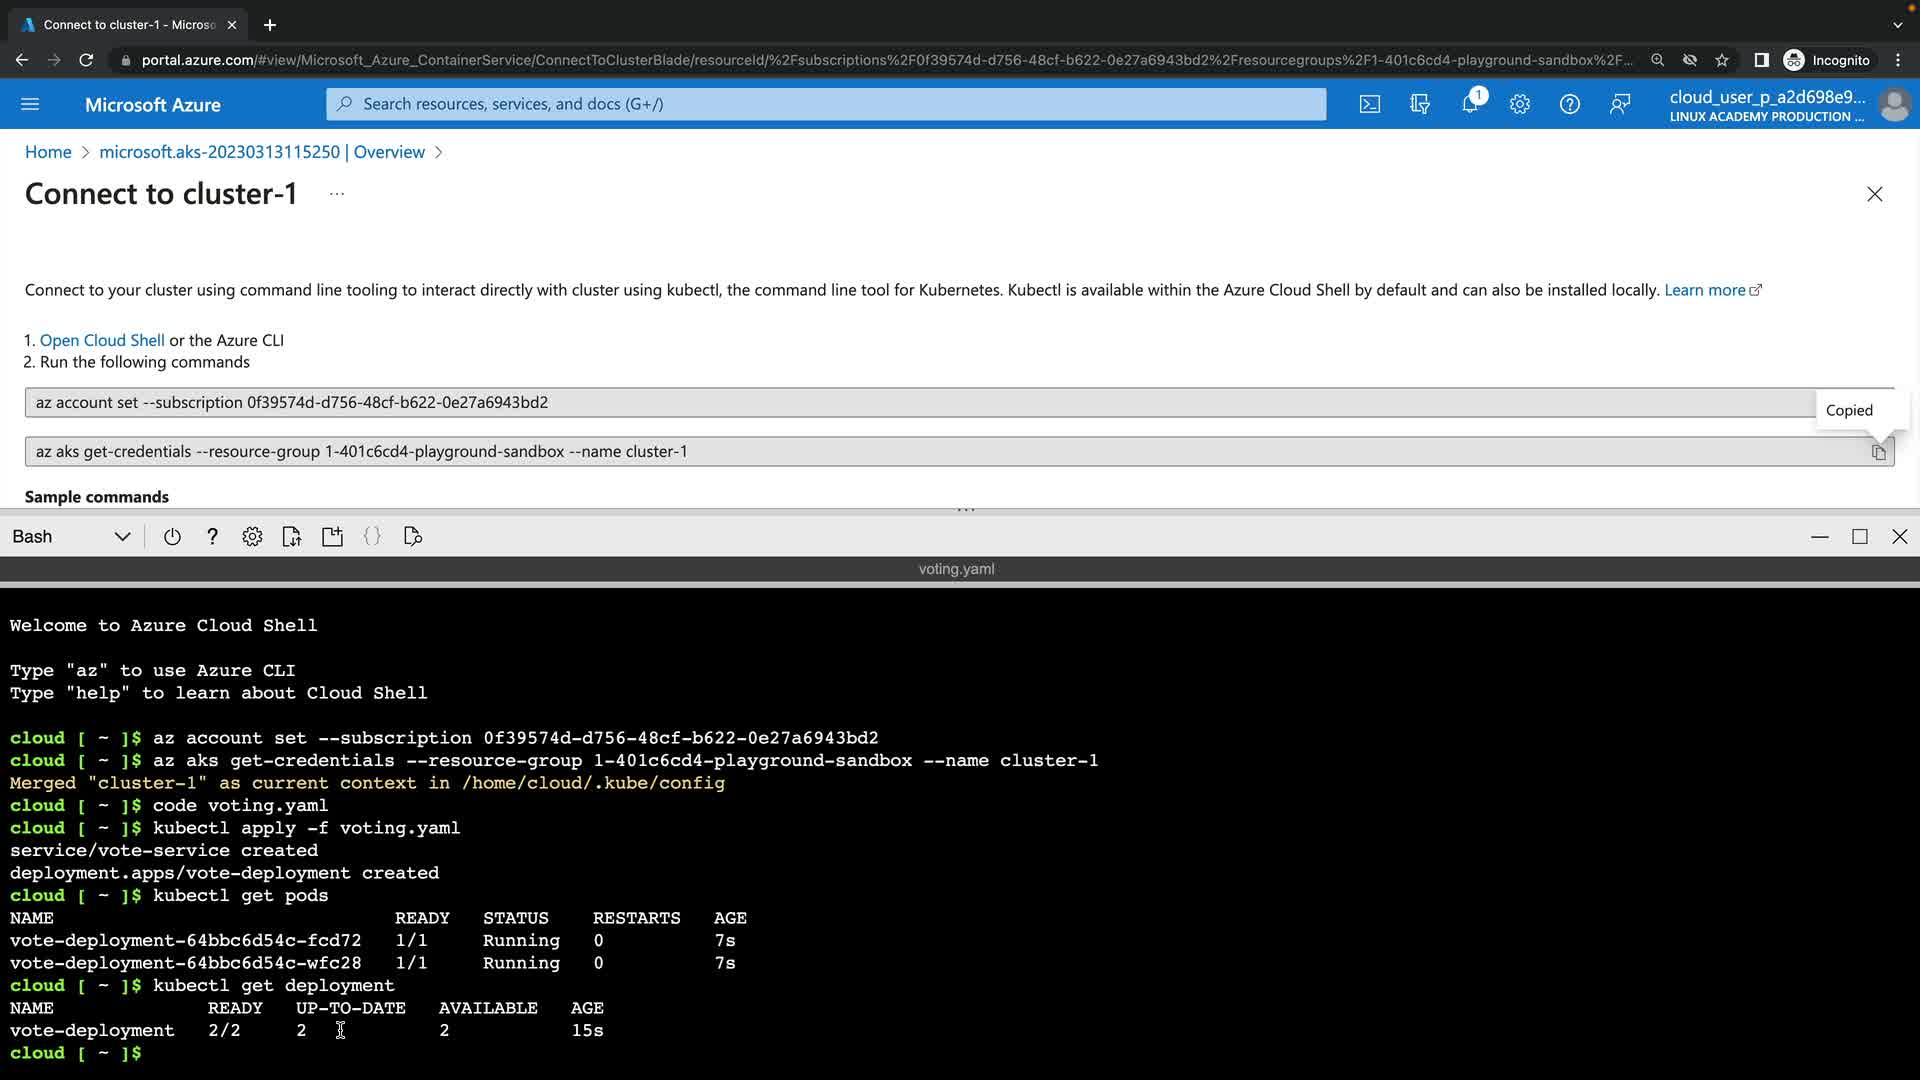 Connect to cluster-1 - Microso
portal.azure.com/#view/Microsoft_Azure_ContainerService/ConnectToClusterBlade/resourceId/%2Fsubscriptions%2F0f39574d-d756-48cf-b622-0e27a6943bd2%2Fresourcegroups%2F1-401c6cd4-playground-sandbox%2F...
Incognito
Microsoft Azure
Search resources, services, and docs (G+/)
1
cloud_user_p_a2d698e9...
LINUX ACADEMY PRODUCTION ...
Home > microsoft.aks-20230313115250 | Overview >
Connect to cluster-1 ...
Connect to your cluster using command line tooling to interact directly with cluster using kubectl, the command line tool for Kubernetes. Kubectl is available within the Azure Cloud Shell by default and can also be installed locally. Learn more
1. Open Cloud Shell or the Azure CLI
2. Run the following commands
az account set --subscription 0f39574d-d756-48cf-b622-0e27a6943bd2
Copied
az aks get-credentials --resource-group 1-401c6cd4-playground-sandbox --name cluster-1
Sample commands
Bash
voting.yaml
Welcome to Azure Cloud Shell
Type "az" to use Azure CLI
Type "help" to learn about Cloud Shell
cloud [ ~ ]$ az account set --subscription 0f39574d-d756-48cf-b622-0e27a6943bd2
cloud [ ~ ]$ az aks get-credentials --resource-group 1-401c6cd4-playground-sandbox --name cluster-1
Merged "cluster-1" as current context in /home/cloud/.kube/config
cloud [ ~ ]$ code voting.yaml
cloud [ ~ ]$ kubectl apply -f voting.yaml
service/vote-service created
deployment.apps/vote-deployment created
cloud [ ~ ]$ kubectl get pods
NAME READY STATUS RESTARTS AGE
vote-deployment-64bbc6d54c-fcd72 1/1 Running 0 7s
vote-deployment-64bbc6d54c-wfc28 1/1 Running 0 7s
cloud [ ~ ]$ kubectl get deployment
NAME READY UP-TO-DATE AVAILABLE AGE
vote-deployment 2/2 2 2 15s
cloud [ ~ ]$